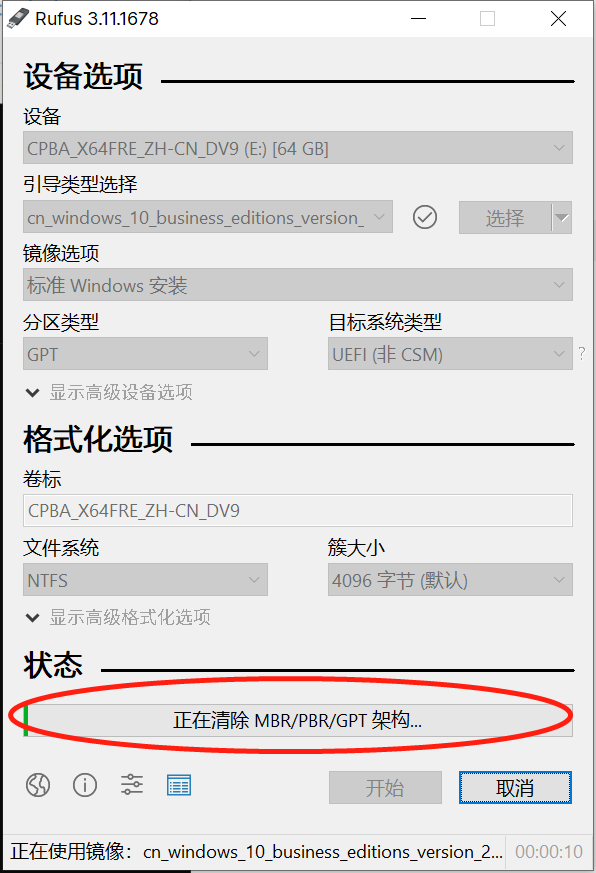 Rufus 3.11.1678
设备选项
设备
CPBA_X64FRE_ZH-CN_DV9 (E:) [64 GB]
引导类型选择
cn_windows_10_business_editions_version_
选择
镜像选项
标准 Windows 安装
分区类型
目标系统类型
GPT
UEFI (非 CSM)
?
显示高级设备选项
格式化选项
卷标
CPBA_X64FRE_ZH-CN_DV9
文件系统
簇大小
NTFS
4096 字节 (默认)
显示高级格式化选项
状态
正在清除 MBR/PBR/GPT 架构...
开始
取消
正在使用镜像：cn_windows_10_business_editions_version_2...
00:00:10